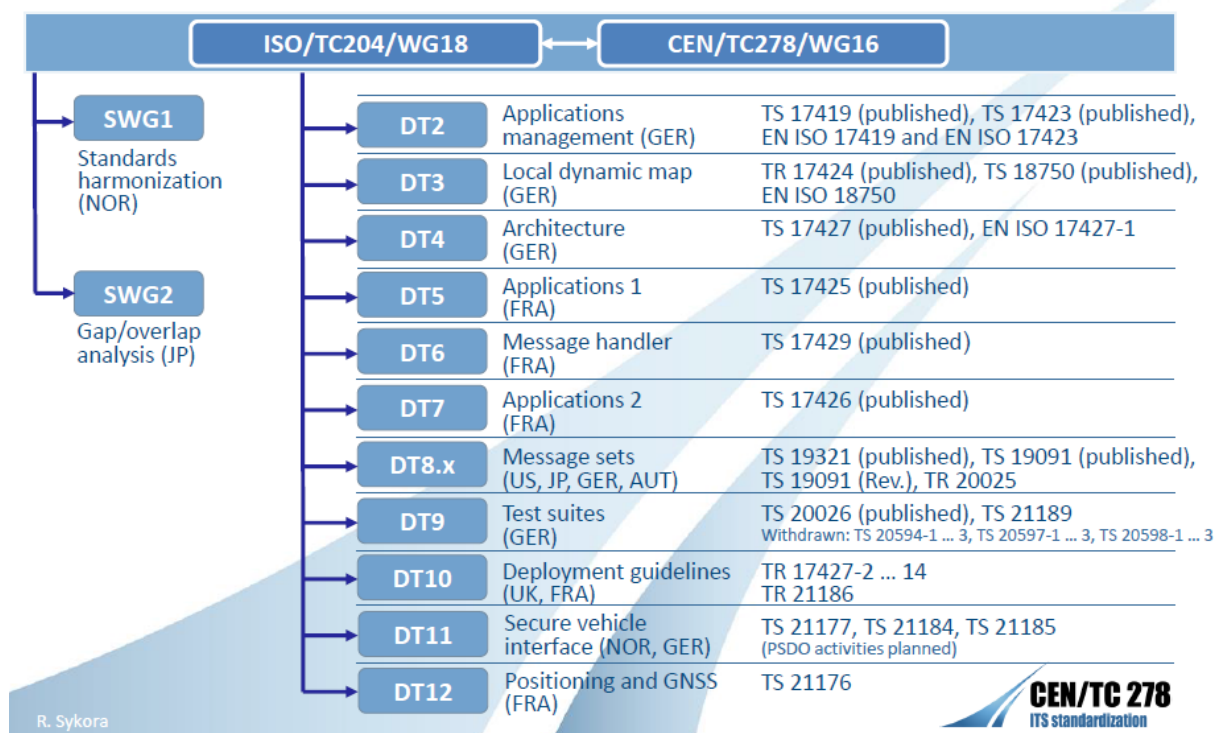 ISO/TC204/WG18
CEN/TC278/WG16
SWG1
Standards
harmonization
(NOR)
SWG2
Gap/overlap
analysis (JP)
DT2
Applications
management (GER)
TS 17419 (published), TS 17423 (published),
EN ISO 17419 and EN ISO 17423
DT3
Local dynamic map
(GER)
TR 17424 (published), TS 18750 (published),
EN ISO 18750
DT4
Architecture
(GER)
TS 17427 (published), EN ISO 17427-1
DT5
Applications 1
(FRA)
TS 17425 (published)
DT6
Message handler
(FRA)
TS 17429 (published)
DT7
Applications 2
(FRA)
TS 17426 (published)
DT8.x
Message sets
(US, JP, GER, AUT)
TS 19321 (published), TS 19091 (published),
TS 19091 (Rev.), TR 20025
DT9
Test suites
(GER)
TS 20026 (published), TS 21189
Withdrawn: TS 20594-1 ... 3, TS 20597-1 ... 3, TS 20598-1 ... 3
DT10
Deployment guidelines
(UK, FRA)
TR 17427-2 ... 14
TR 21186
DT11
Secure vehicle
interface (NOR, GER)
TS 21177, TS 21184, TS 21185
(PSDO activities planned)
DT12
Positioning and GNSS
(FRA)
TS 21176
R. Sykora
CEN/TC 278
ITS standardization